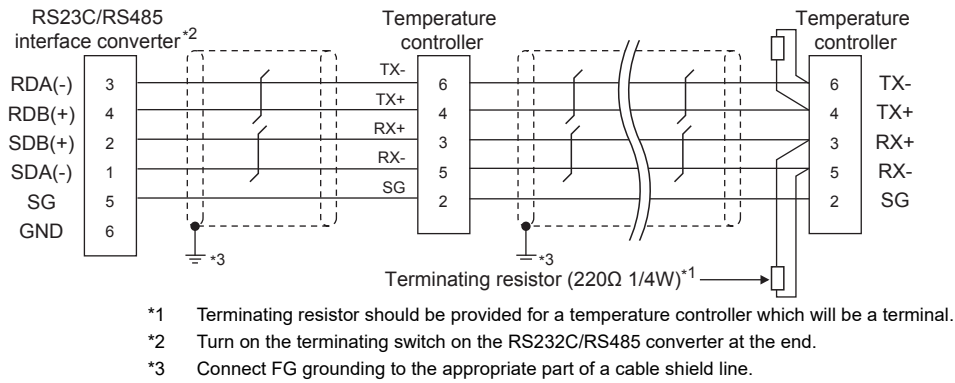 RS23C/RS485
interface converter*2
Temperature
controller
Temperature
controller
RDA(-) 3 TX- 6 6 TX-
RDB(+) 4 TX+ 4 4 TX+
SDB(+) 2 RX+ 3 3 RX+
SDA(-) 1 RX- 5 5 RX-
SG 5 SG 2 2 SG
GND 6
*3
*3
Terminating resistor (220Ω 1/4W)*1
*1 Terminating resistor should be provided for a temperature controller which will be a terminal.
*2 Turn on the terminating switch on the RS232C/RS485 converter at the end.
*3 Connect FG grounding to the appropriate part of a cable shield line.